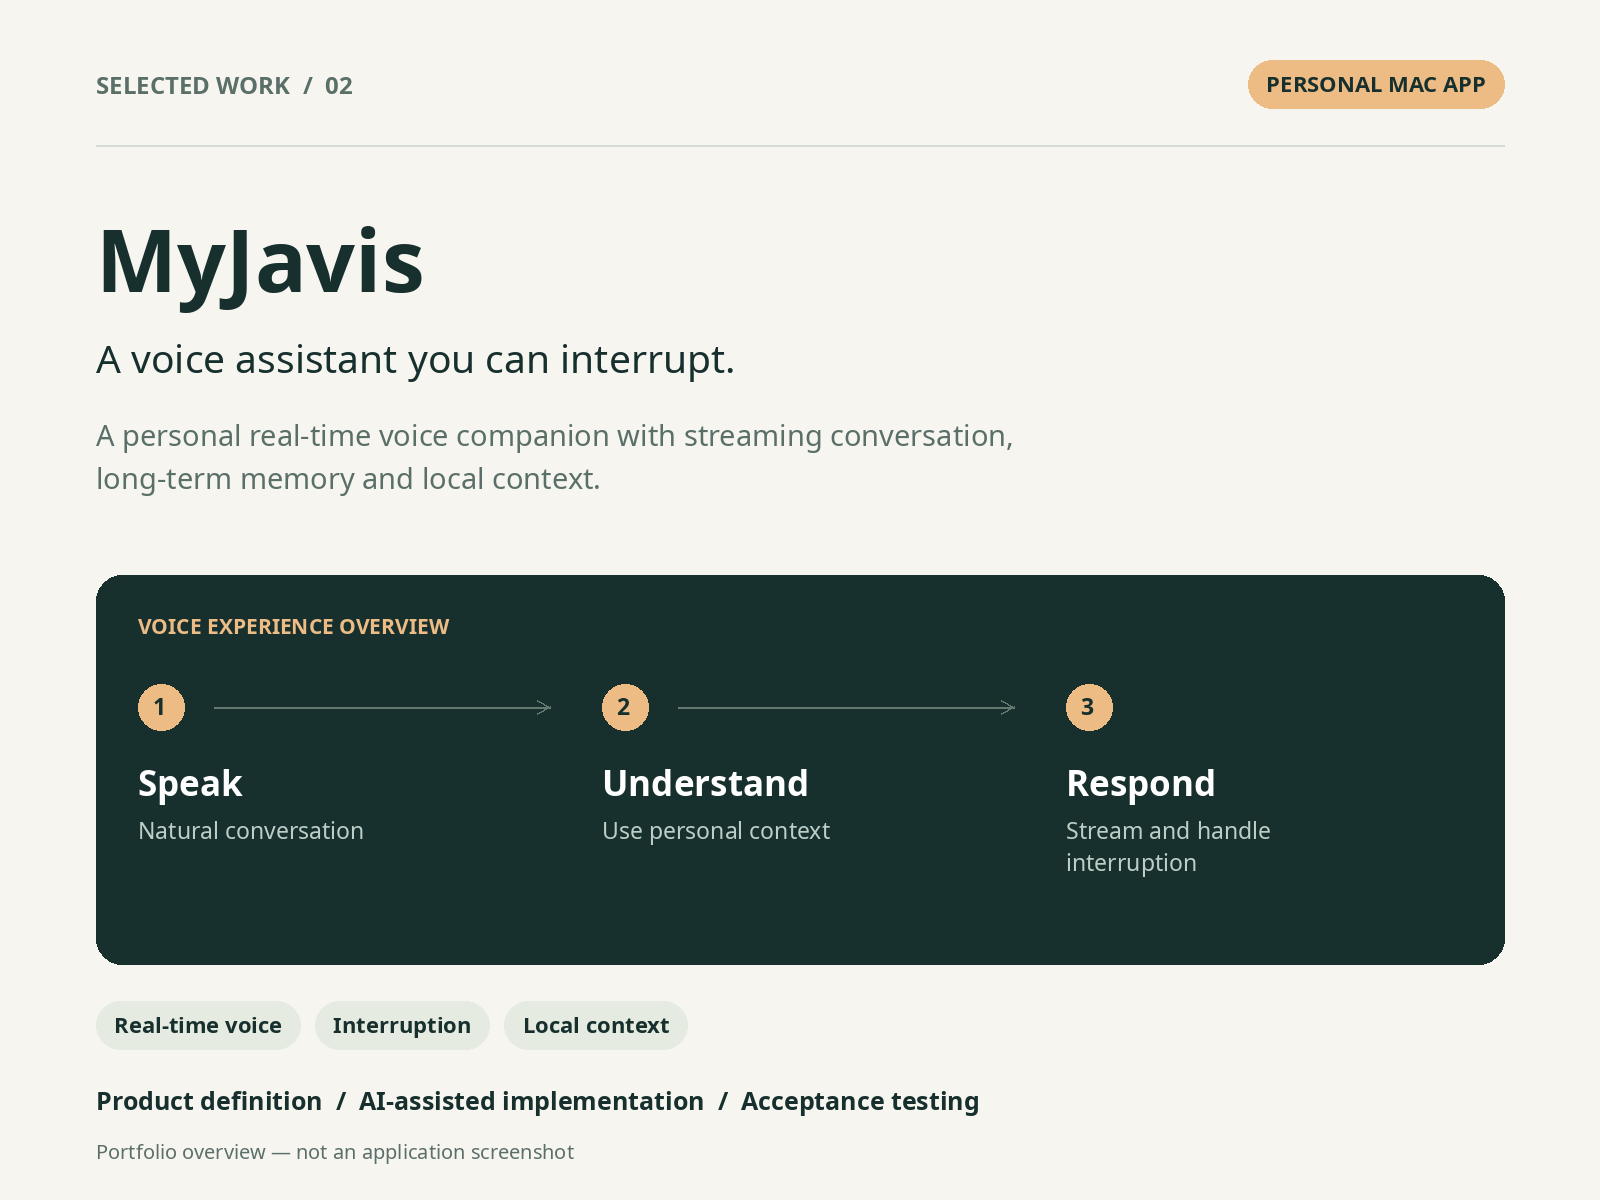 SELECTED WORK / 02
PERSONAL MAC APP
MyJavis
A voice assistant you can interrupt.
A personal real-time voice companion with streaming conversation,
long-term memory and local context.
VOICE EXPERIENCE OVERVIEW
1
Speak
Natural conversation
2
Understand
Use personal context
3
Respond
Stream and handle
interruption
Real-time voice
Interruption
Local context
Product definition / AI-assisted implementation / Acceptance testing
Portfolio overview — not an application screenshot